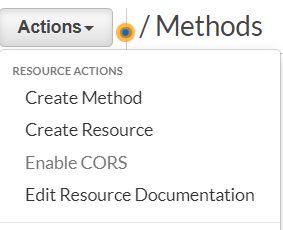 Actions
/ Methods
RESOURCE ACTIONS
Create Method
Create Resource
Enable CORS
Edit Resource Documentation